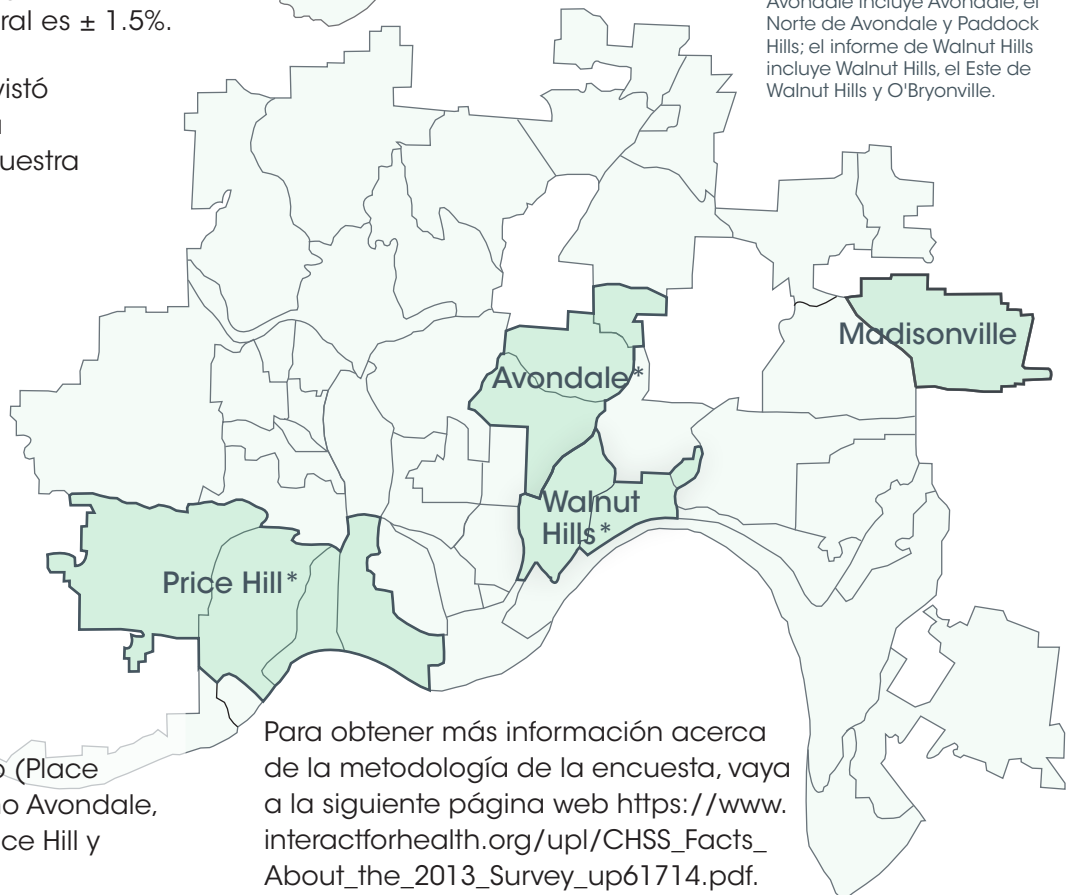 ral es ± 1.5%.
Avondale incluye Avondale, el
Norte de Avondale y Paddock
Hills; el informe de Walnut Hills
incluye Walnut Hills, el Este de
Walnut Hills y O'Bryonville.
vistó
uestra
Madisonville
Avondale*
Walnut
Hills*
Price Hill*
(Place
Avondale,
ce Hill y
Para obtener más información acerca
de la metodología de la encuesta, vaya
a la siguiente página web https://www.
interactforhealth.org/upl/CHSS_Facts_
About_the_2013_Survey_up61714.pdf.